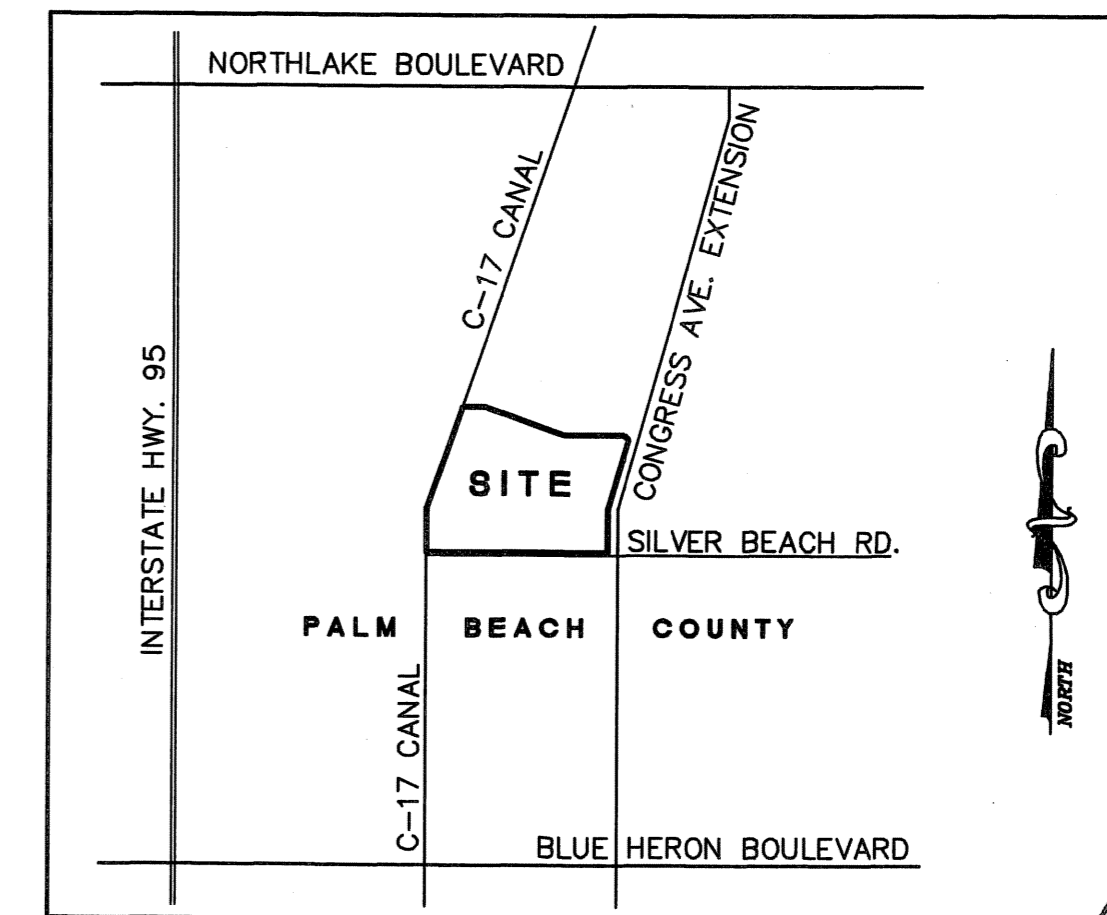 NORTHLAKE BOULEVARD
C-17 CANAL
CONGRESS AVE. EXTENSION
INTERSTATE HWY. 95
SITE
SILVER BEACH RD.
PALM BEACH COUNTY
NORTH
C-17 CANAL
BLUE HERON BOULEVARD